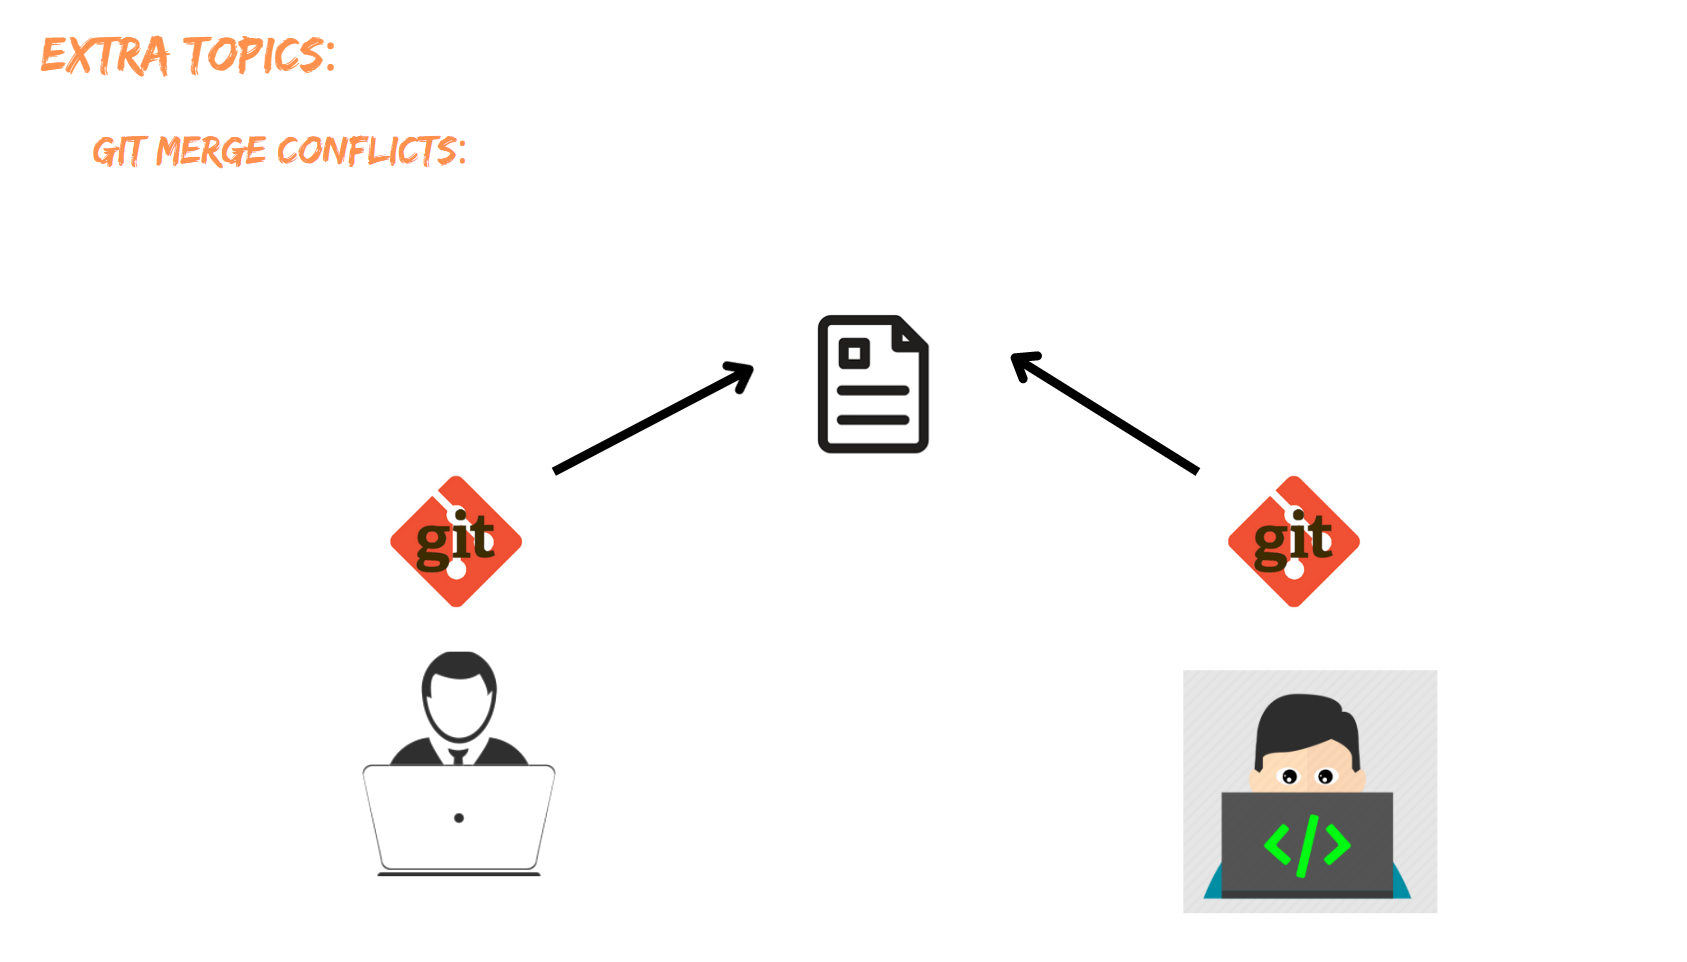 EXTRA TOPICS:
GIT MERGE CONFLICTS:
git
git
</>